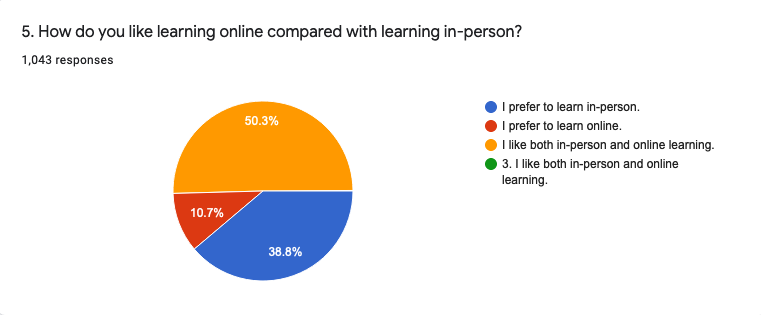 5. How do you like learning online compared with learning in-person?
1,043 responses
50.3%
10.7%
38.8%
I prefer to learn in-person.
I prefer to learn online.
I like both in-person and online learning.
3. I like both in-person and online
learning.